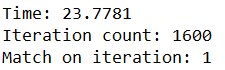 Time: 23.7781
Iteration count: 1600
Match on iteration: 1